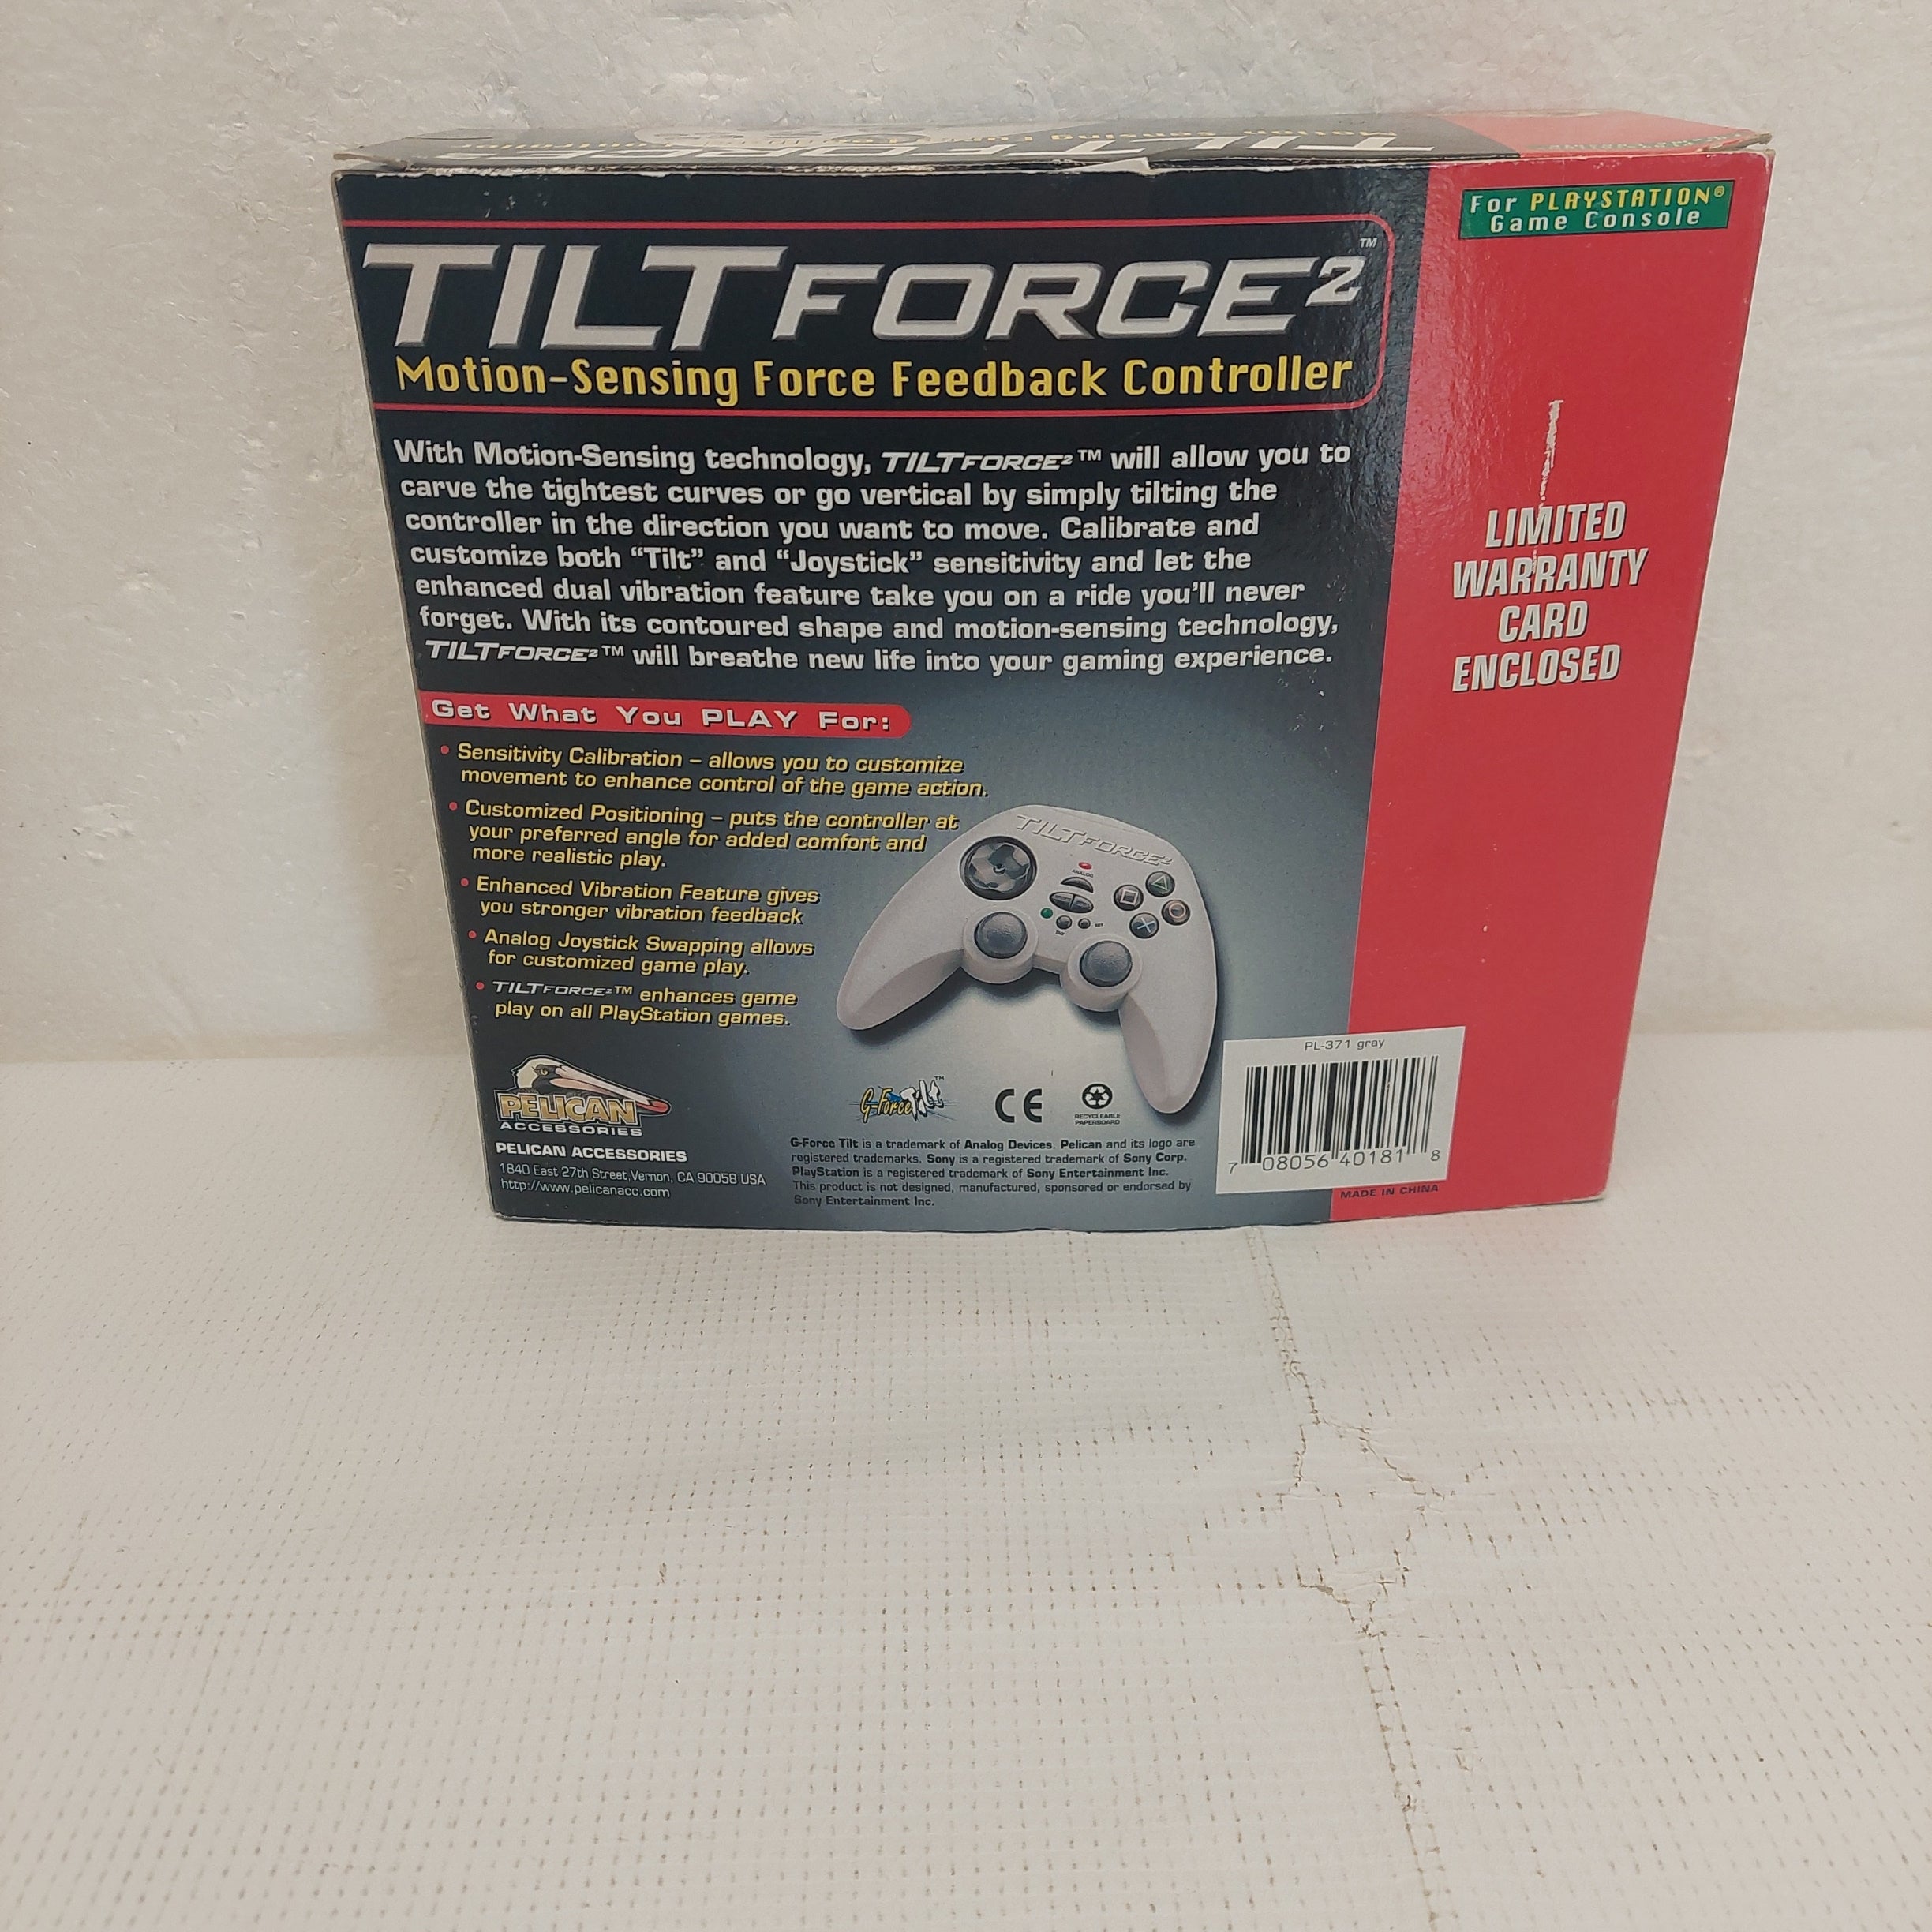 TILTFORCE²
For PLAYSTATION®
Game Console
TILTFORCE²™
Motion-Sensing Force Feedback Controller
With Motion-Sensing technology, TILTFORCE²™ will allow you to
carve the tightest curves or go vertical by simply tilting the
controller in the direction you want to move. Calibrate and
customize both “Tilt” and “Joystick” sensitivity and let the
enhanced dual vibration feature take you on a ride you’ll never
forget. With its contoured shape and motion-sensing technology,
TILTFORCE²™ will breathe new life into your gaming experience.
LIMITED
WARRANTY
CARD
ENCLOSED
Get What You PLAY For:
• Sensitivity Calibration – allows you to customize
movement to enhance control of the game action.
• Customized Positioning – puts the controller at
your preferred angle for added comfort and
more realistic play.
• Enhanced Vibration Feature gives
you stronger vibration feedback
• Analog Joystick Swapping allows
for customized game play.
• TILTFORCE²™ enhances game
play on all PlayStation games.
TILTFORCE²
ANALOG
PELICAN
ACCESSORIES
PELICAN ACCESSORIES
1840 East 27th Street, Vernon, CA 90058 USA
http://www.pelicanacc.com
G-Force Tilt™
CE
RECYCLEABLE
PAPERBOARD
G-Force Tilt is a trademark of Analog Devices. Pelican and its logo are
registered trademarks. Sony is a registered trademark of Sony Corp.
PlayStation is a registered trademark of Sony Entertainment Inc.
This product is not designed, manufactured, sponsored or endorsed by
Sony Entertainment Inc.
PL-371 gray
7 08056 40181 8
MADE IN CHINA